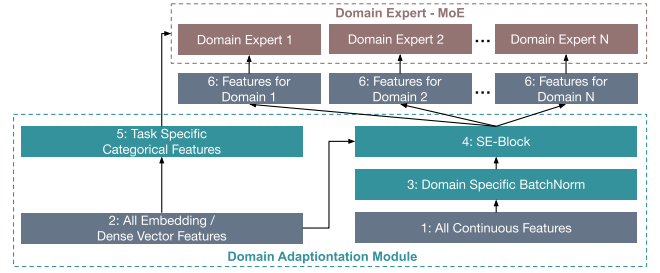 Domain Expert - MoE
Domain Expert 1
Domain Expert 2
...
Domain Expert N
6: Features for
Domain 1
6: Features for
Domain 2
...
6: Features for
Domain N
5: Task Specific
Categorical Features
4: SE-Block
3: Domain Specific BatchNorm
2: All Embedding /
Dense Vector Features
1: All Continuous Features
Domain Adaptiontation Module